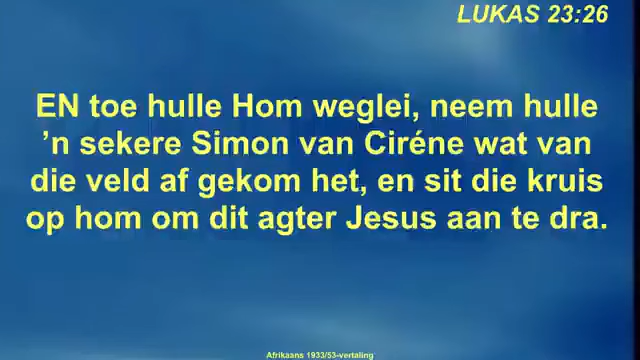 LUKAS 23:26
EN toe hulle Hom weglei, neem hulle
’n sekere Simon van Ciréne wat van
die veld af gekom het, en sit die kruis
op hom om dit agter Jesus aan te dra.
Afrikaans 1933/53-vertaling